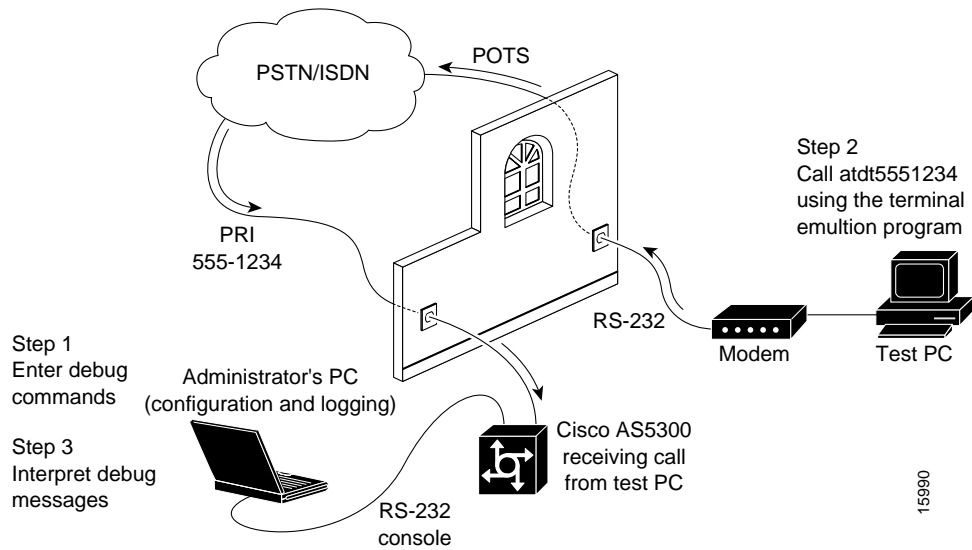 PSTN/ISDN
POTS
Step 2
Call atdt5551234
using the terminal
emultion program
PRI
555-1234
RS-232
Modem
Test PC
Step 1
Enter debug
commands
Administrator's PC
(configuration and logging)
Step 3
Interpret debug
messages
Cisco AS5300
receiving call
from test PC
RS-232
console
15990